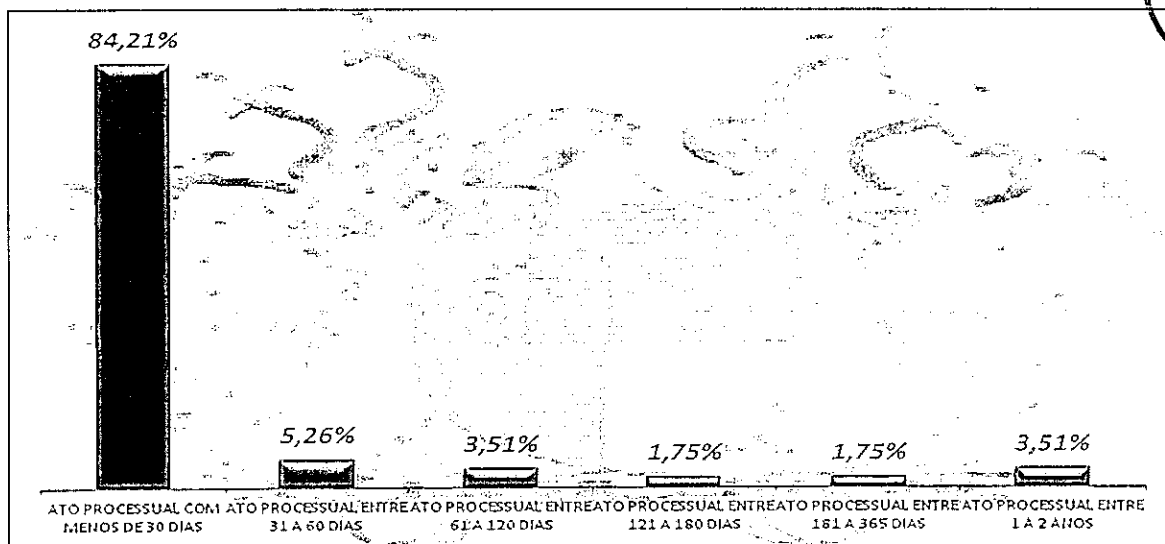 84,21%
5,26%
3,51%
1,75%
1,75%
3,51%
ATO PROCESSUAL COM
MENOS DE 30 DIAS
ATO PROCESSUAL ENTRE
31 A 60 DIAS
ATO PROCESSUAL ENTRE
61 A 120 DIAS
ATO PROCESSUAL ENTRE
121 A 180 DIAS
ATO PROCESSUAL ENTRE
181 A 365 DIAS
ATO PROCESSUAL ENTRE
1 A 2 ANOS